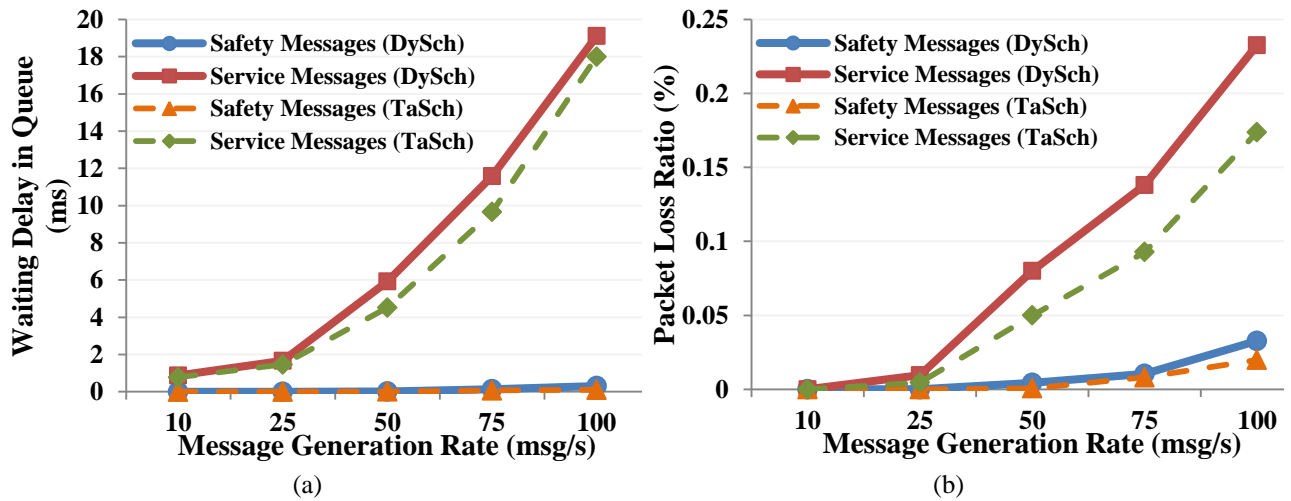 20
18
16
14
12
10
8
6
4
2
0
Waiting Delay in Queue
(ms)
Safety Messages (DySch)
Service Messages (DySch)
Safety Messages (TaSch)
Service Messages (TaSch)
10 25 50 75 100
Message Generation Rate (msg/s)
(a)
0.25
0.2
0.15
0.1
0.05
0
Packet Loss Ratio (%)
Safety Messages (DySch)
Service Messages (DySch)
Safety Messages (TaSch)
Service Messages (TaSch)
10 25 50 75 100
Message Generation Rate (msg/s)
(b)